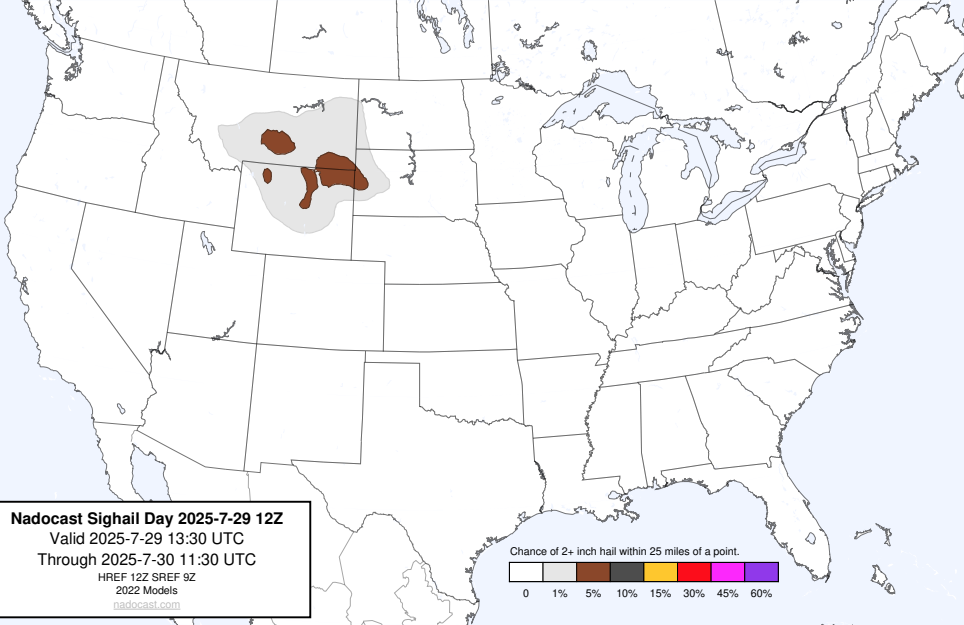 Nadocast Sighail Day 2025-7-29 12Z
Valid 2025-7-29 13:30 UTC
Through 2025-7-30 11:30 UTC
HREF 12Z SREF 9Z
2022 Models
nadocast.com
Chance of 2+ inch hail within 25 miles of a point.
0 1% 5% 10% 15% 30% 45% 60%